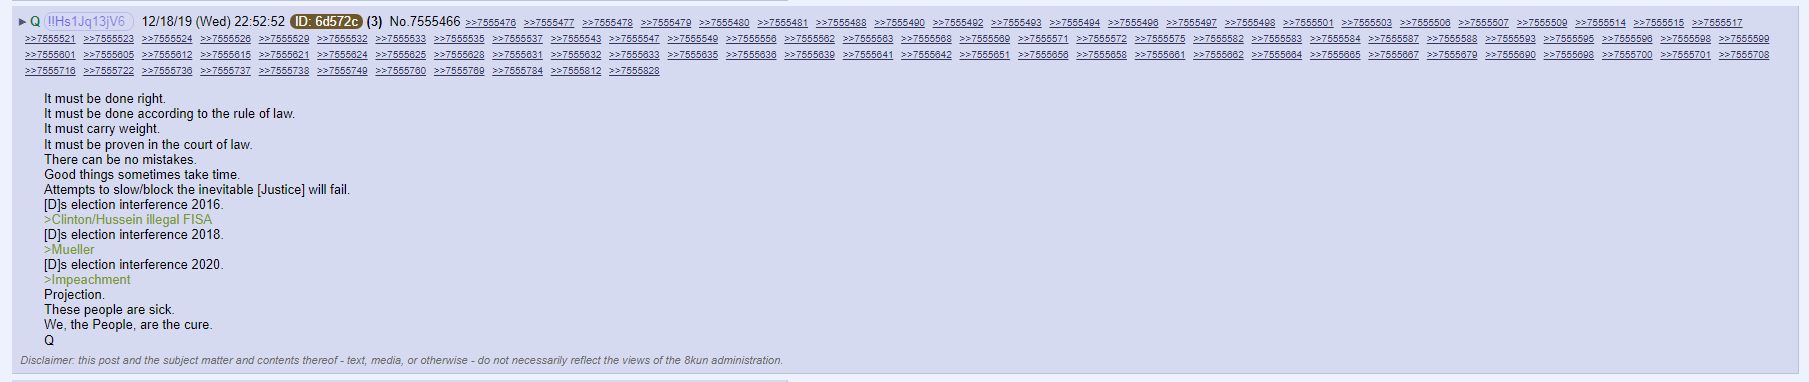 ▶ Q !!Hs1Jq13jV6 12/18/19 (Wed) 22:52:52 ID: 6d572c (3) No.7555466 >>7555476 >>7555477 >>7555478 >>7555479 >>7555480 >>7555481 >>7555488 >>7555490 >>7555492 >>7555493 >>7555494 >>7555496 >>7555497 >>7555498 >>7555501 >>7555503 >>7555506 >>7555507 >>7555509 >>7555514 >>7555515 >>7555517
>>7555521 >>7555523 >>7555524 >>7555526 >>7555529 >>7555532 >>7555533 >>7555535 >>7555537 >>7555543 >>7555547 >>7555549 >>7555556 >>7555562 >>7555563 >>7555568 >>7555569 >>7555571 >>7555572 >>7555575 >>7555582 >>7555583 >>7555584 >>7555587 >>7555588 >>7555593 >>7555595 >>7555596 >>7555598 >>7555599
>>7555601 >>7555605 >>7555612 >>7555615 >>7555621 >>7555624 >>7555625 >>7555628 >>7555631 >>7555632 >>7555633 >>7555635 >>7555636 >>7555639 >>7555641 >>7555642 >>7555651 >>7555656 >>7555658 >>7555661 >>7555662 >>7555664 >>7555665 >>7555667 >>7555679 >>7555690 >>7555698 >>7555700 >>7555701 >>7555708
>>7555716 >>7555722 >>7555736 >>7555737 >>7555738 >>7555749 >>7555760 >>7555769 >>7555784 >>7555812 >>7555828
It must be done right.
It must be done according to the rule of law.
It must carry weight.
It must be proven in the court of law.
There can be no mistakes.
Good things sometimes take time.
Attempts to slow/block the inevitable [Justice] will fail.
[D]s election interference 2016.
>Clinton/Hussein illegal FISA
[D]s election interference 2018.
>Mueller
[D]s election interference 2020.
>Impeachment
Projection.
These people are sick.
We, the People, are the cure.
Q
Disclaimer: this post and the subject matter and contents thereof - text, media, or otherwise - do not necessarily reflect the views of the 8kun administration.